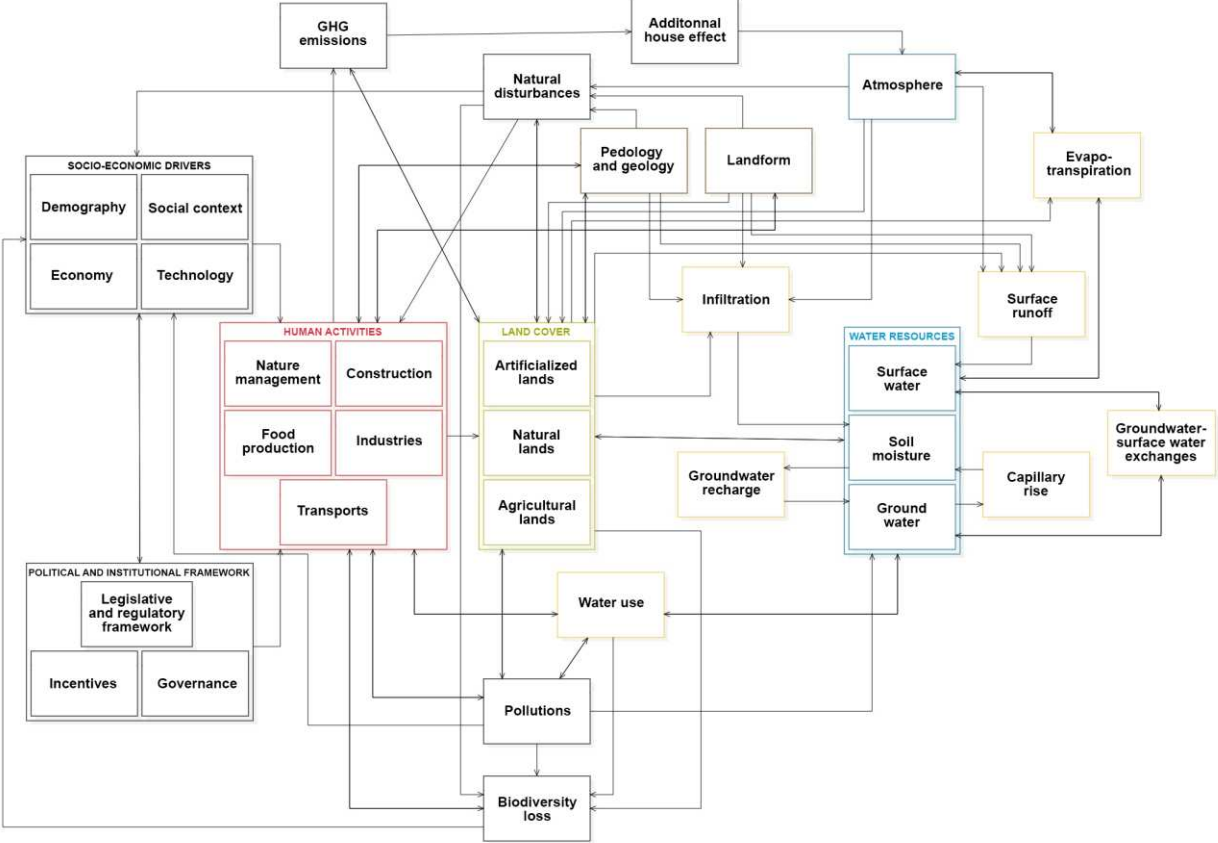 GHG
emissions
Additonnal
house effect
Natural
disturbances
Atmosphere
Pedology
and geology
Landform
Evapo-
transpiration
SOCIO-ECONOMIC DRIVERS
Demography
Social context
Economy
Technology
Infiltration
Surface
runoff
HUMAN ACTIVITIES
Nature
management
Construction
Food
production
Industries
Transports
LAND COVER
Artificialized
lands
Natural
lands
Agricultural
lands
WATER RESOURCES
Surface
water
Soil
moisture
Ground
water
Groundwater-
surface water
exchanges
Groundwater
recharge
Capillary
rise
POLITICAL AND INSTITUTIONAL FRAMEWORK
Legislative
and regulatory
framework
Incentives
Governance
Water use
Pollutions
Biodiversity
loss